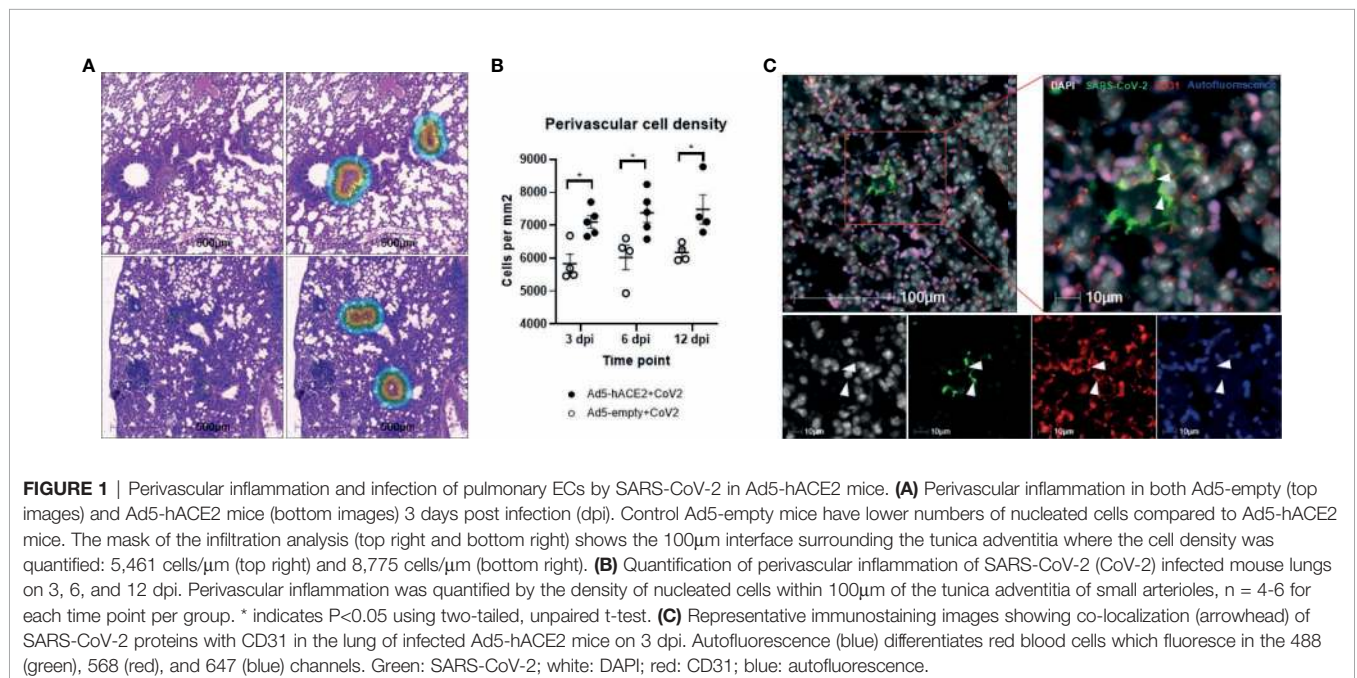 A
B
C
500µm
500µm
500µm
500µm
Perivascular cell density
9000
8000
7000
6000
5000
4000
Cells per mm2
*
*
*
3 dpi
6 dpi
12 dpi
Time point
Ad5-hACE2+CoV2
Ad5-empty+CoV2
100µm
DAPI SARS-CoV-2 CD31 Autofluorescence
10µm
10µm
10µm
10µm
10µm
FIGURE 1 | Perivascular inflammation and infection of pulmonary ECs by SARS-CoV-2 in Ad5-hACE2 mice. (A) Perivascular inflammation in both Ad5-empty (top
images) and Ad5-hACE2 mice (bottom images) 3 days post infection (dpi). Control Ad5-empty mice have lower numbers of nucleated cells compared to Ad5-hACE2
mice. The mask of the infiltration analysis (top right and bottom right) shows the 100µm interface surrounding the tunica adventitia where the cell density was
quantified: 5,461 cells/µm (top right) and 8,775 cells/µm (bottom right). (B) Quantification of perivascular inflammation of SARS-CoV-2 (CoV-2) infected mouse lungs
on 3, 6, and 12 dpi. Perivascular inflammation was quantified by the density of nucleated cells within 100µm of the tunica adventitia of small arterioles, n = 4-6 for
each time point per group. * indicates P<0.05 using two-tailed, unpaired t-test. (C) Representative immunostaining images showing co-localization (arrowhead) of
SARS-CoV-2 proteins with CD31 in the lung of infected Ad5-hACE2 mice on 3 dpi. Autofluorescence (blue) differentiates red blood cells which fluoresce in the 488
(green), 568 (red), and 647 (blue) channels. Green: SARS-CoV-2; white: DAPI; red: CD31; blue: autofluorescence.